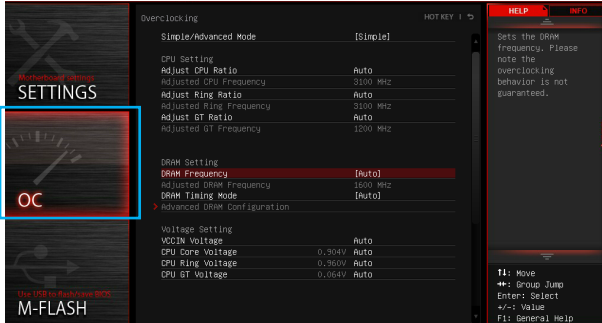 Motherboard settings
SETTINGS
OC
Use USB to flash/save BIOS
M-FLASH
Overclocking
HOT KEY
Simple/Advanced Mode [Simple]
CPU Setting
Adjust CPU Ratio Auto
Adjusted CPU Frequency 3100 MHz
Adjust Ring Ratio Auto
Adjusted Ring Frequency 3100 MHz
Adjust GT Ratio Auto
Adjusted GT Frequency 1200 MHz
DRAM Setting
DRAM Frequency [Auto]
Adjusted DRAM Frequency 1600 MHz
DRAM Timing Mode [Auto]
> Advanced DRAM Configuration
Voltage Setting
VCCIN Voltage Auto
CPU Core Voltage 0.904V Auto
CPU Ring Voltage 0.960V Auto
CPU GT Voltage 0.064V Auto
HELP
INFO
Sets the DRAM
frequency. Please
note the
overclocking
behavior is not
guaranteed.
↑↓: Move
: Group Jump
Enter: Select
+/-: Value
F1: General Help